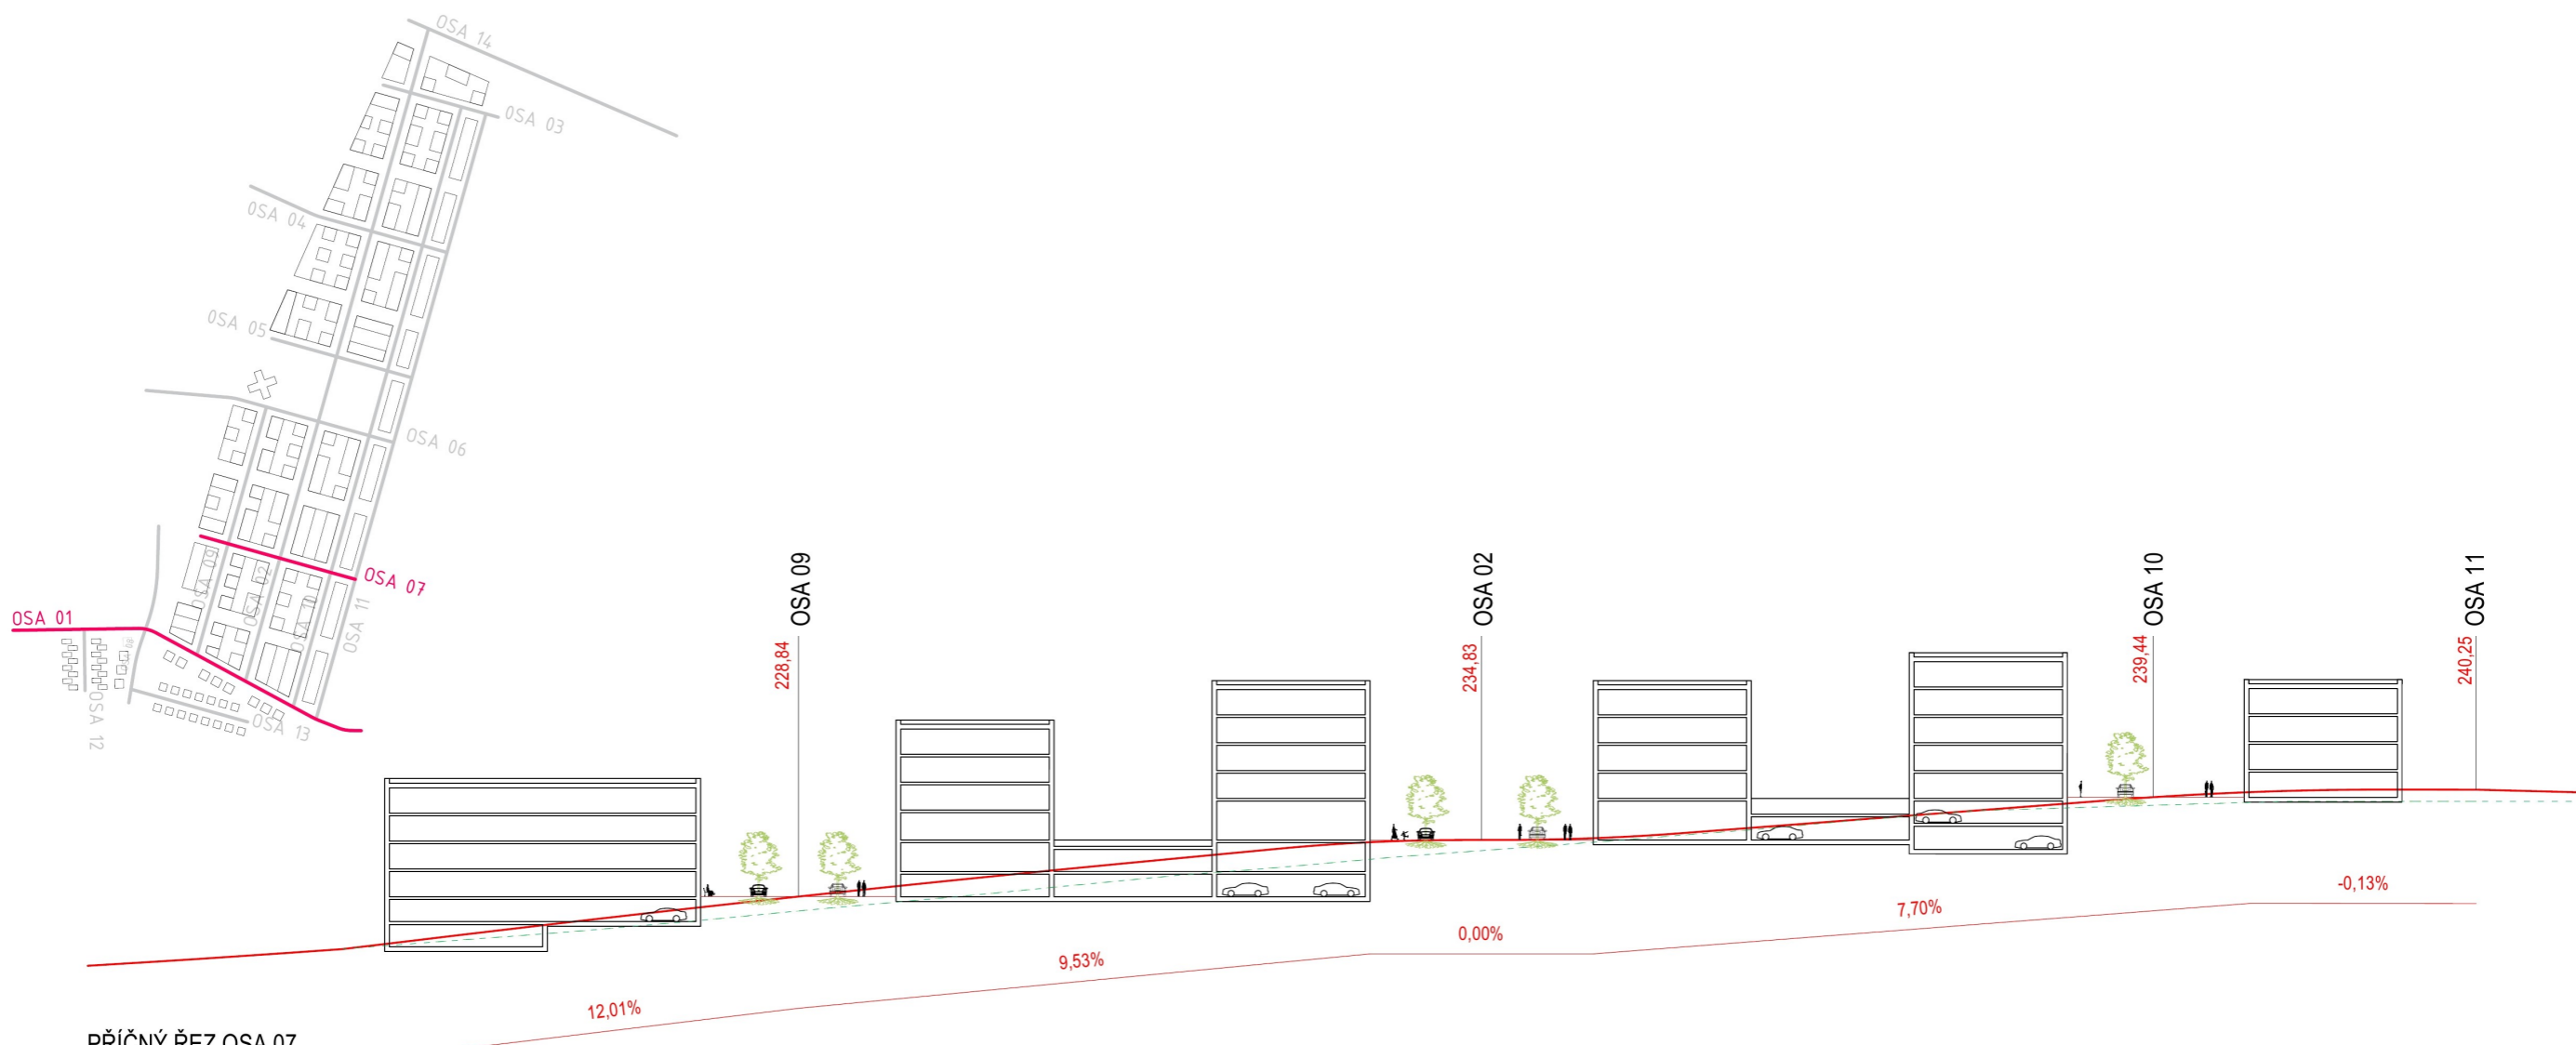 OSA 14
OSA 03
OSA 04
OSA 05
OSA 06
OSA 09
OSA 02
OSA 10
OSA 11
OSA 07
OSA 01
OSA 12
OSA 13
OSA 09
228,84
OSA 02
234,83
OSA 10
239,44
OSA 11
240,25
12,01%
9,53%
0,00%
7,70%
-0,13%
PŘÍČNÝ ŘEZ OSA 07